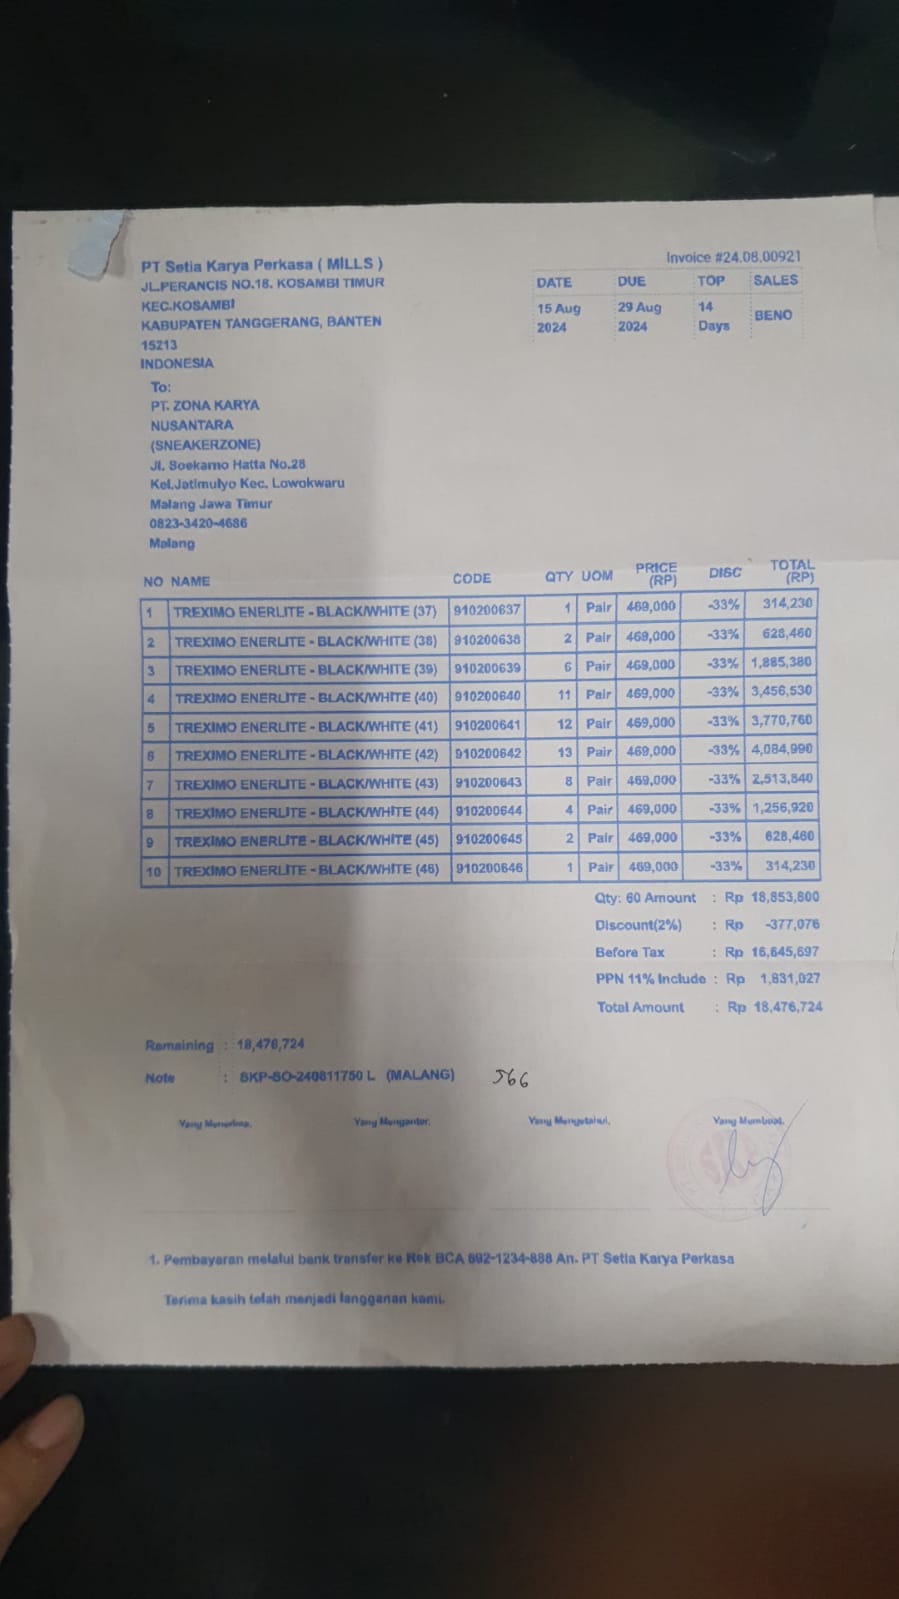 PT Setia Karya Perkasa ( MILLS )
JL.PERANCIS NO.18. KOSAMBI TIMUR
KEC.KOSAMBI
KABUPATEN TANGGERANG, BANTEN
15213
INDONESIA
Invoice #24.08.00921
DATE DUE TOP SALES
15 Aug 2024 29 Aug 2024 14 Days BENO
To:
PT. ZONA KARYA
NUSANTARA
(SNEAKERZONE)
Jl. Soekarno Hatta No.28
Kel.Jatimulyo Kec. Lowokwaru
Malang Jawa Timur
0823-3420-4686
Malang
NO NAME CODE QTY UOM PRICE (RP) DISC TOTAL (RP)
1 TREXIMO ENERLITE - BLACK/WHITE (37) 910200637 1 Pair 469,000 -33% 314,230
2 TREXIMO ENERLITE - BLACK/WHITE (38) 910200638 2 Pair 469,000 -33% 628,460
3 TREXIMO ENERLITE - BLACK/WHITE (39) 910200639 6 Pair 469,000 -33% 1,885,380
4 TREXIMO ENERLITE - BLACK/WHITE (40) 910200640 11 Pair 469,000 -33% 3,456,530
5 TREXIMO ENERLITE - BLACK/WHITE (41) 910200641 12 Pair 469,000 -33% 3,770,760
6 TREXIMO ENERLITE - BLACK/WHITE (42) 910200642 13 Pair 469,000 -33% 4,084,990
7 TREXIMO ENERLITE - BLACK/WHITE (43) 910200643 8 Pair 469,000 -33% 2,513,840
8 TREXIMO ENERLITE - BLACK/WHITE (44) 910200644 4 Pair 469,000 -33% 1,256,920
9 TREXIMO ENERLITE - BLACK/WHITE (45) 910200645 2 Pair 469,000 -33% 628,460
10 TREXIMO ENERLITE - BLACK/WHITE (46) 910200646 1 Pair 469,000 -33% 314,230
Qty: 60 Amount : Rp 18,853,800
Discount(2%) : Rp -377,076
Before Tax : Rp 16,645,697
PPN 11% Include : Rp 1,831,027
Total Amount : Rp 18,476,724
Remaining : 18,476,724
Note : SKP-SO-240811750 L (MALANG) 566
Yang Menerima, Yang Mengantar, Yang Mengetahui, Yang Membuat,
1. Pembayaran melalui bank transfer ke Rek BCA 692-1234-888 An. PT Setia Karya Perkasa
Terima kasih telah menjadi langganan kami.